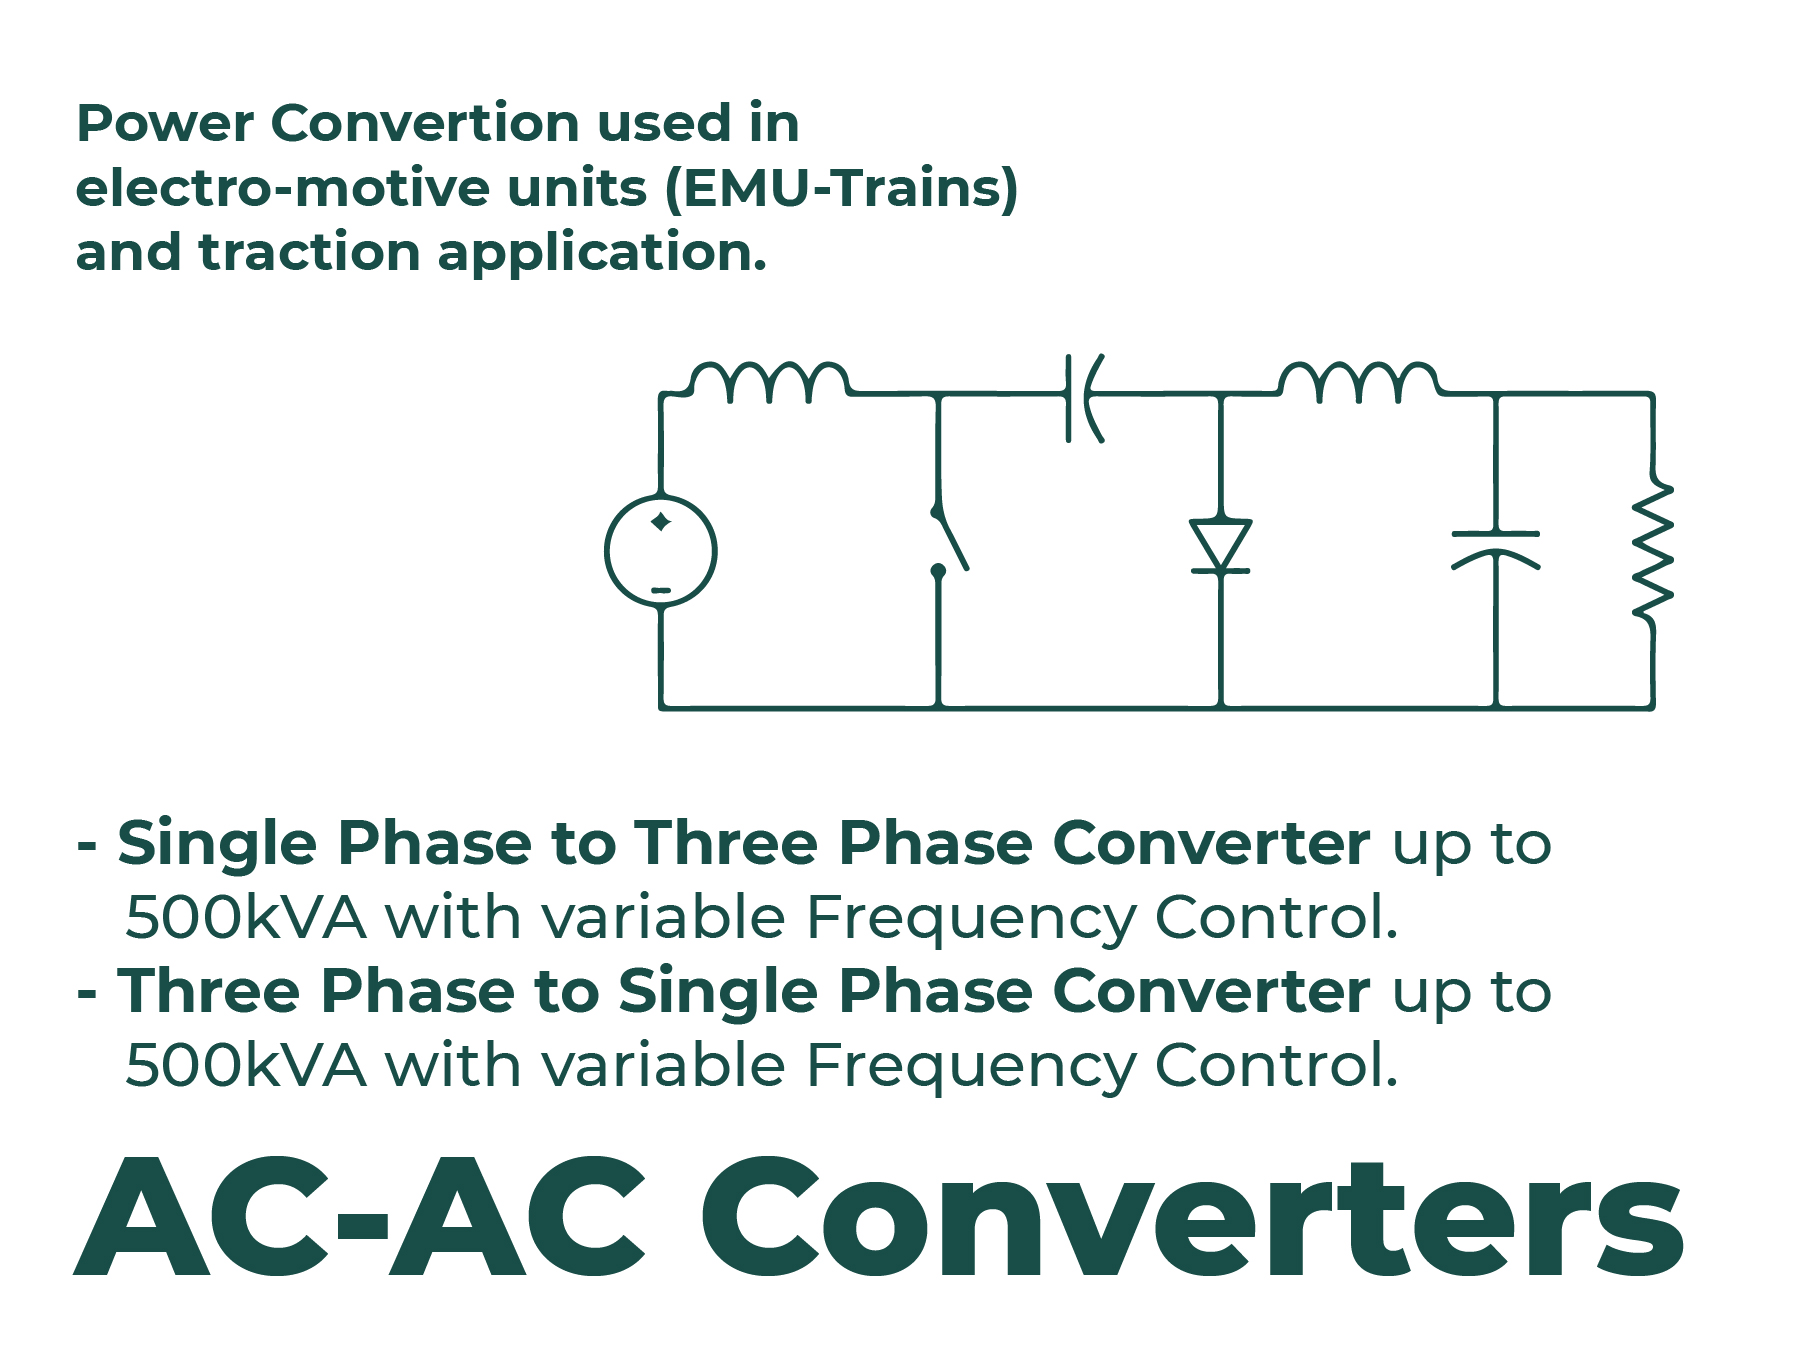 Power Convertion used in
electro-motive units (EMU-Trains)
and traction application.
- Single Phase to Three Phase Converter up to
500kVA with variable Frequency Control.
- Three Phase to Single Phase Converter up to
500kVA with variable Frequency Control.
AC-AC Converters